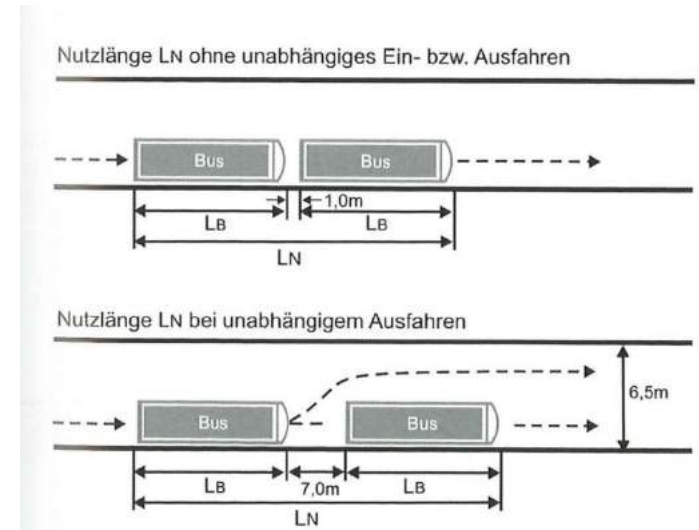 Nutzlänge LN ohne unabhängiges Ein- bzw. Ausfahren
Bus Bus
1,0m
LB LB
LN
Nutzlänge LN bei unabhängigem Ausfahren
6,5m
Bus Bus
LB 7,0m LB
LN